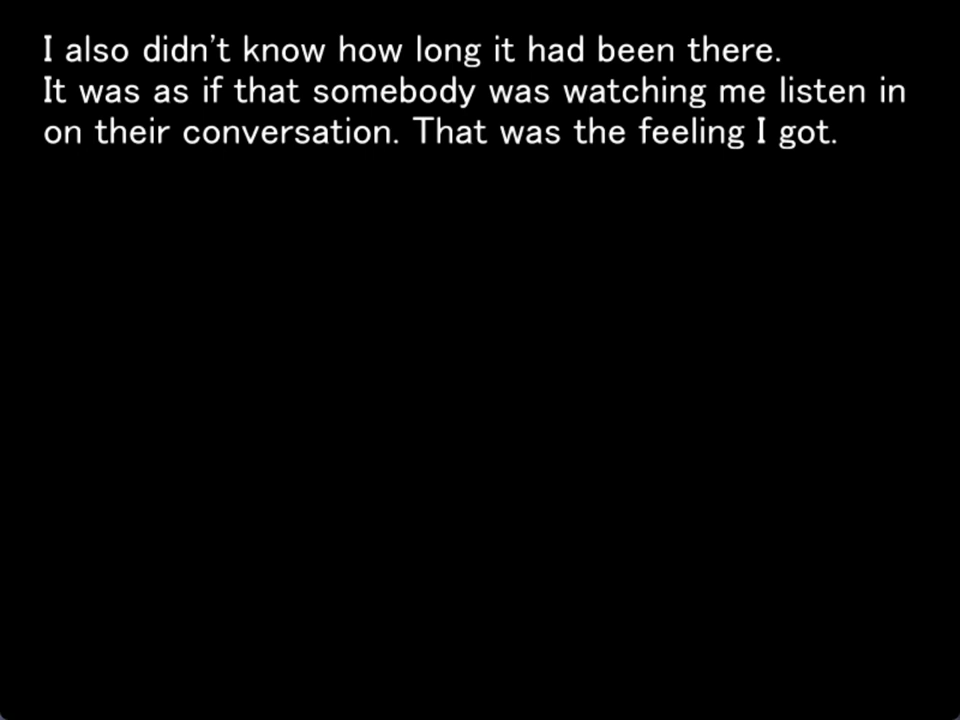 I also didn't know how long it had been there.
It was as if that somebody was watching me listen in
on their conversation. That was the feeling I got.